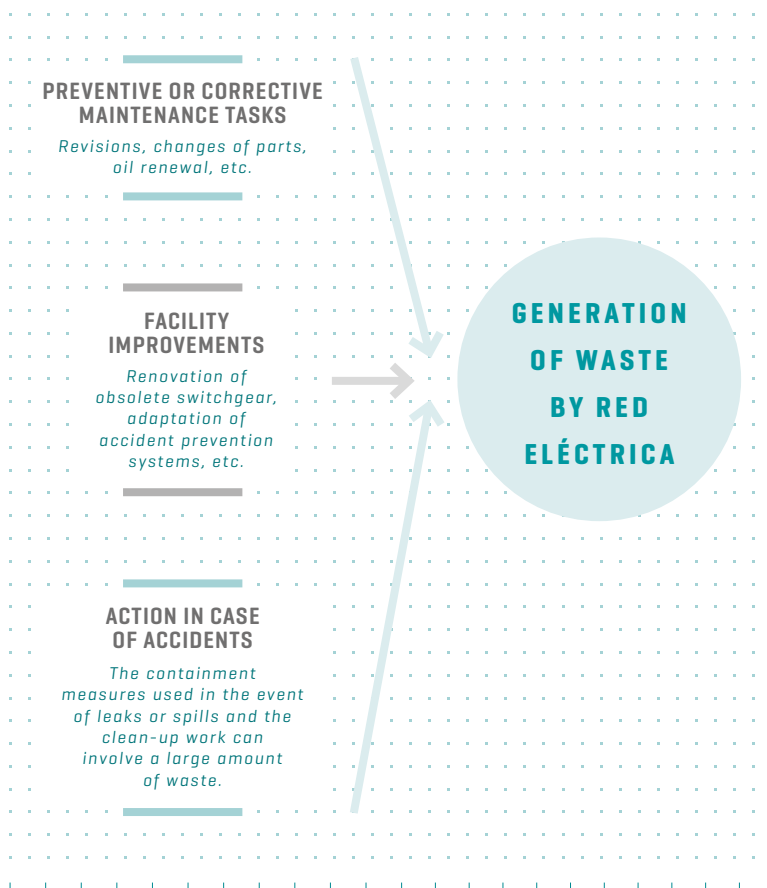 PREVENTIVE OR CORRECTIVE
MAINTENANCE TASKS
Revisions, changes of parts,
oil renewal, etc.
FACILITY
IMPROVEMENTS
Renovation of
obsolete switchgear,
adaptation of
accident prevention
systems, etc.
ACTION IN CASE
OF ACCIDENTS
The containment
measures used in the event
of leaks or spills and the
clean-up work can
involve a large amount
of waste.
GENERATION
OF WASTE
BY RED
ELÉCTRICA